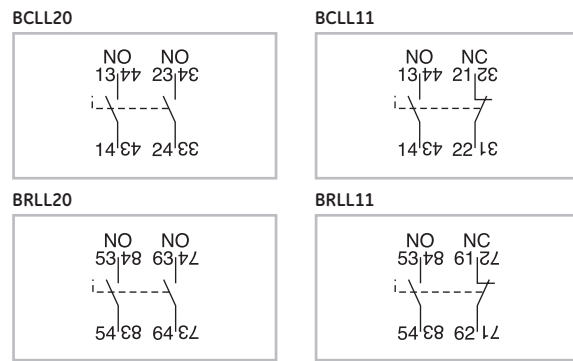 BCLL20
NO NO
13 44 23 34
14 43 24 33
BCLL11
NO NC
13 44 21 32
14 43 22 31
BRLL20
NO NO
53 84 63 74
54 83 64 73
BRLL11
NO NC
53 84 61 72
54 83 62 71